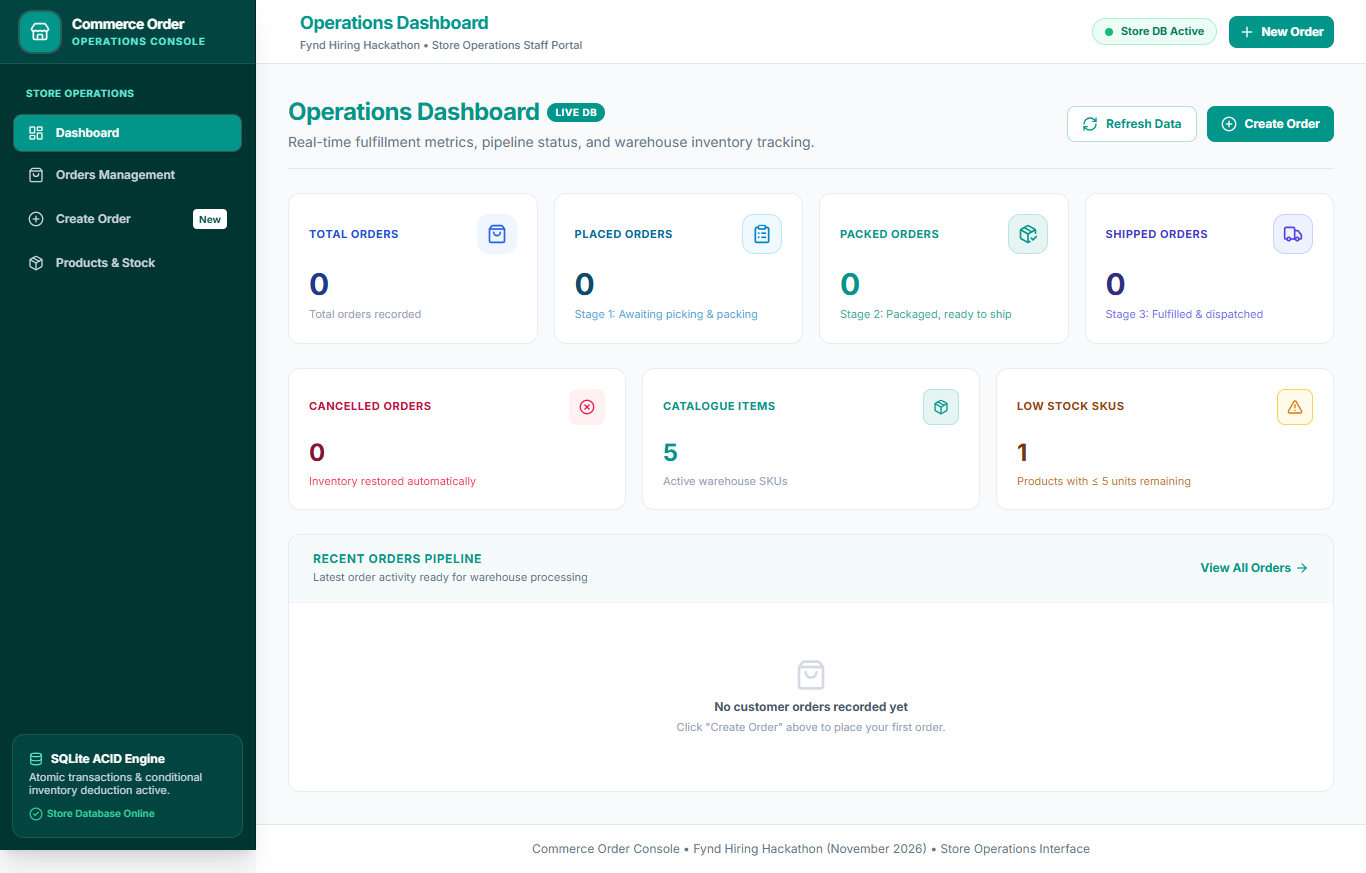 Commerce Order
OPERATIONS CONSOLE
STORE OPERATIONS
Dashboard
Orders Management
Create Order New
Products & Stock
SQLite ACID Engine
Atomic transactions & conditional
inventory deduction active.
Store Database Online
Operations Dashboard
Fynd Hiring Hackathon • Store Operations Staff Portal
Store DB Active
New Order
Operations Dashboard LIVE DB
Real-time fulfillment metrics, pipeline status, and warehouse inventory tracking.
Refresh Data
Create Order
TOTAL ORDERS
0
Total orders recorded
PLACED ORDERS
0
Stage 1: Awaiting picking & packing
PACKED ORDERS
0
Stage 2: Packaged, ready to ship
SHIPPED ORDERS
0
Stage 3: Fulfilled & dispatched
CANCELLED ORDERS
0
Inventory restored automatically
CATALOGUE ITEMS
5
Active warehouse SKUs
LOW STOCK SKUS
1
Products with ≤ 5 units remaining
RECENT ORDERS PIPELINE
Latest order activity ready for warehouse processing
View All Orders →
No customer orders recorded yet
Click "Create Order" above to place your first order.
Commerce Order Console • Fynd Hiring Hackathon (November 2026) • Store Operations Interface